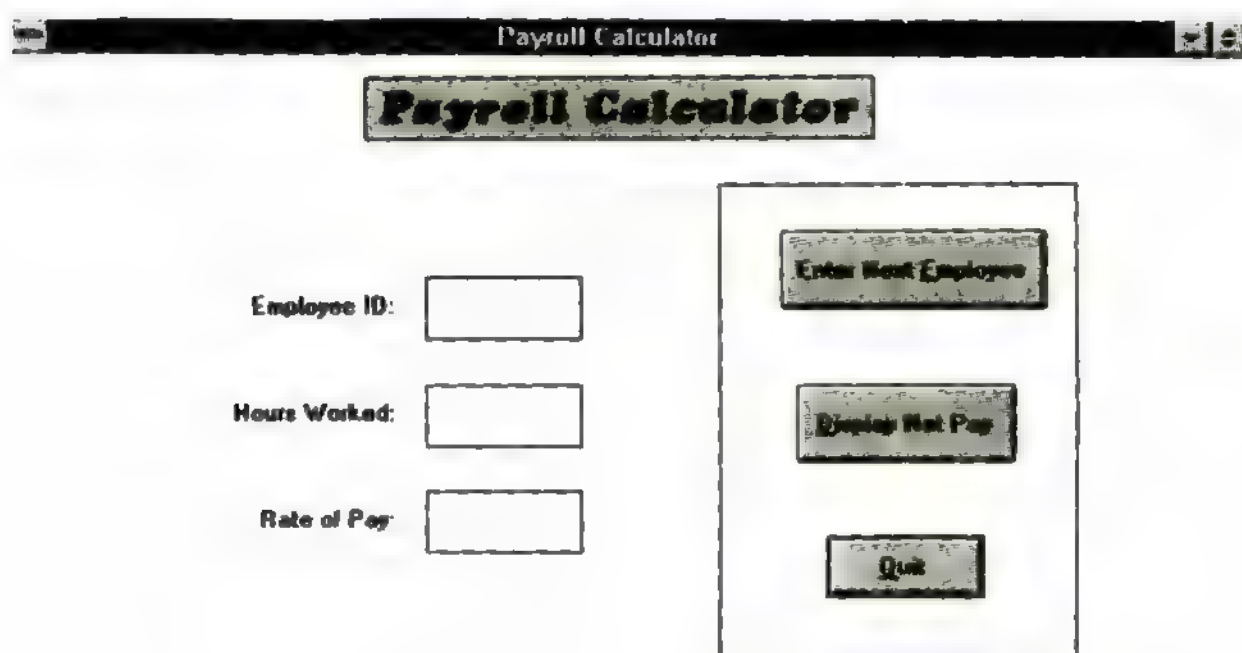 Payroll Calculator
Payroll Calculator
Employee ID:
Hours Worked:
Rate of Pay:
Enter Next Employee
Display Net Pay
Quit